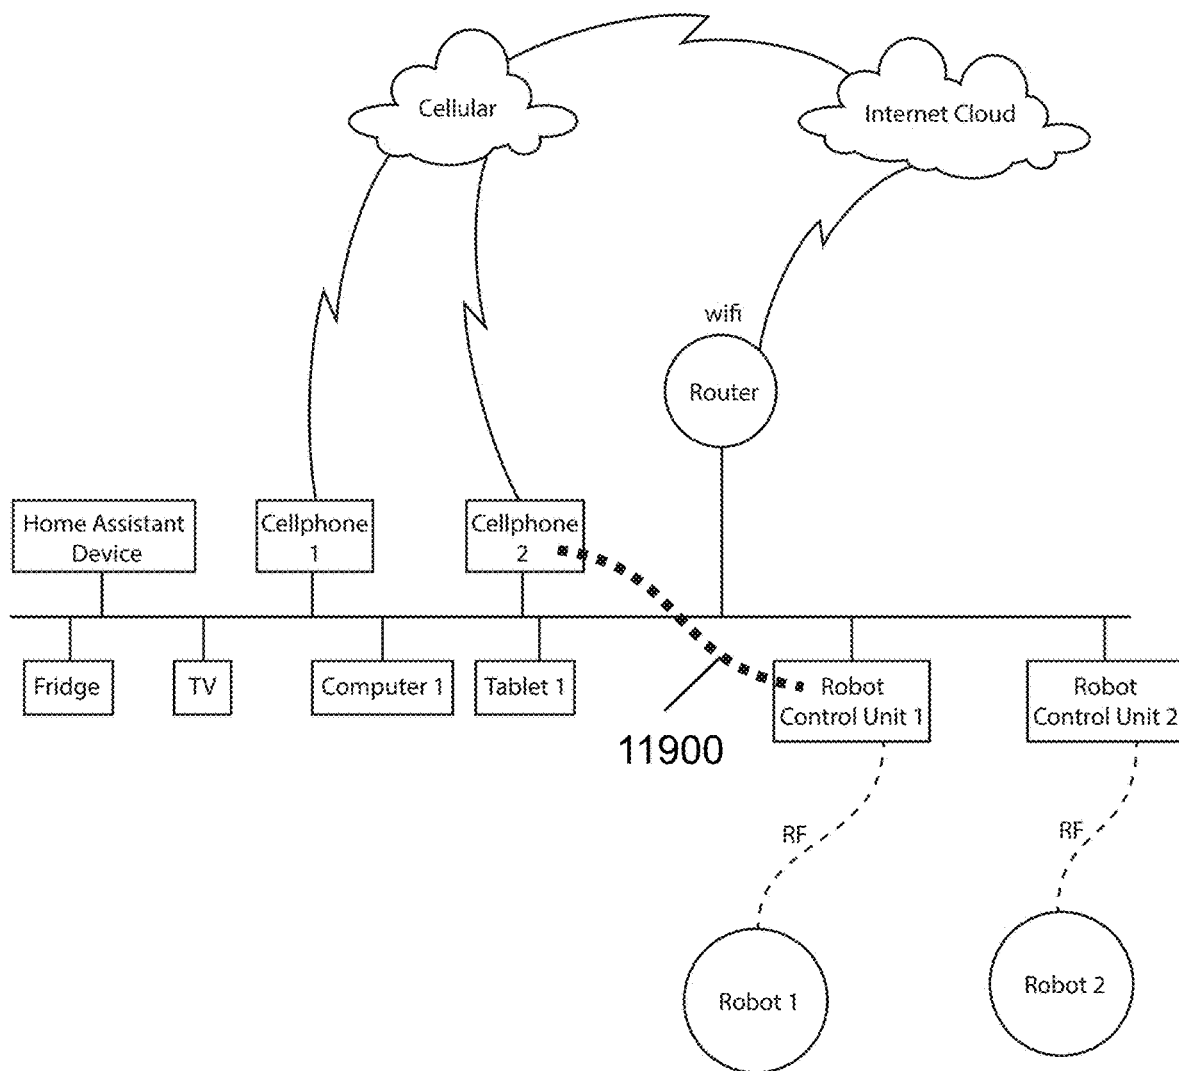 Cellular
Internet Cloud
wifi
Router
Home Assistant
Device
Cellphone
1
Cellphone
2
Fridge
TV
Computer 1
Tablet 1
Robot
Control Unit 1
Robot
Control Unit 2
11900
RF
RF
Robot 1
Robot 2